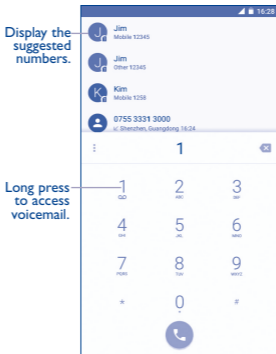 16:28
Display the
suggested
numbers.
J
Jim
Mobile 12345
J
Jim
Other 12345
K
Kim
Mobile 1258
0755 3331 3000
Shenzhen, Guangdong 16:24
1
Long press
to access
voicemail.
1 2 3
ABC DEF
4 5 6
GHI JKL MNO
7 8 9
PQRS TUV WXYZ
* 0 #
+